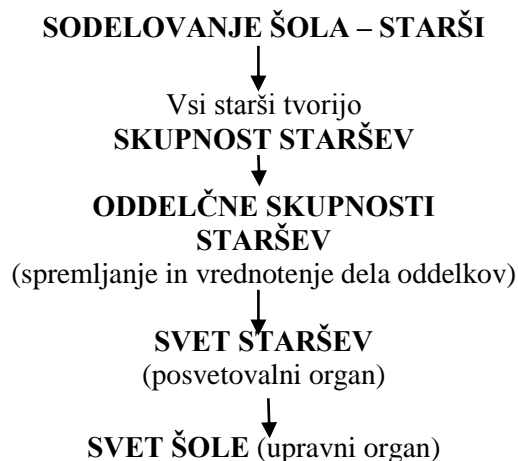 SODELOVANJE ŠOLA – STARŠI
Vsi starši tvorijo
SKUPNOST STARŠEV
ODDELČNE SKUPNOSTI
STARŠEV
(spremljanje in vrednotenje dela oddelkov)
SVET STARŠEV
(posvetovalni organ)
SVET ŠOLE (upravni organ)